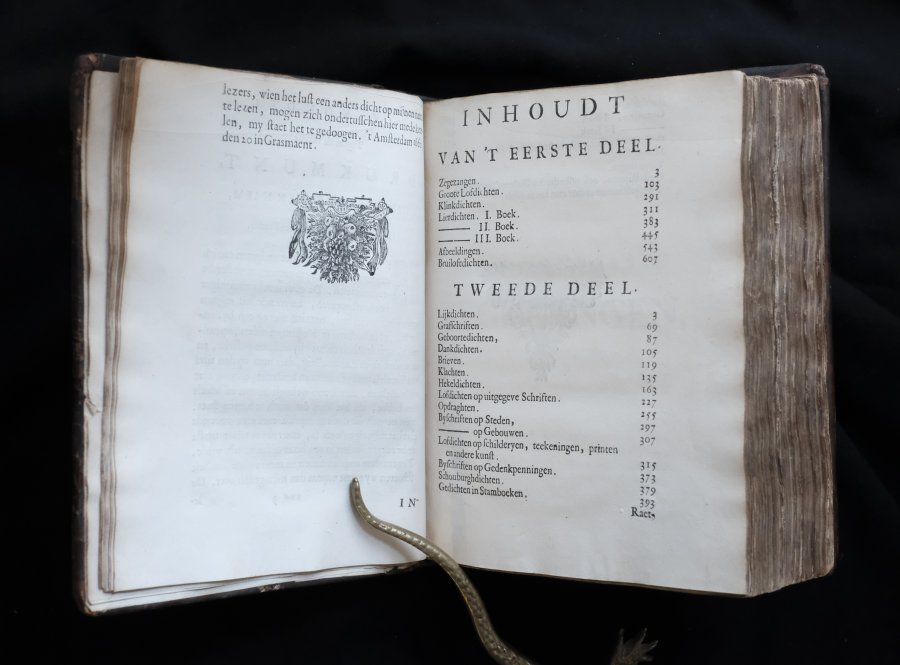 lezers, wien het lust een anders dicht op mijnen naem
te lezen, mogen zich ondertusschen hier mede
len, my staet het te gedoogen. 't Amsterdam
den 20 in Grasmaent.
IN-
INHOUDT
VAN 'T EERSTE DEEL.
Zegezangen. 3
Groote Lofdichten. 103
Klinkdichten. 291
Lierdichten. I. Boek. 311
—— II. Boek. 383
—— III. Boek. 445
Afbeeldingen. 543
Bruiloftdichten. 607
TWEEDE DEEL.
Lijkdichten. 3
Grafschriften. 69
Geboortedichten, 87
Dankdichten. 105
Brieven. 119
Klachten. 135
Hekeldichten. 163
Lofdichten op uitgegeve Schriften. 227
Opdraghten. 255
Byschriften op Steden, 297
—— op Gebouwen. 307
Lofdichten op schilderyen, teekeningen, printen
en andere kunst. 315
Byschriften op Gedenkpenningen. 373
Schouburghdichten. 379
Gedichten in Stamboeken. 393
Raet,